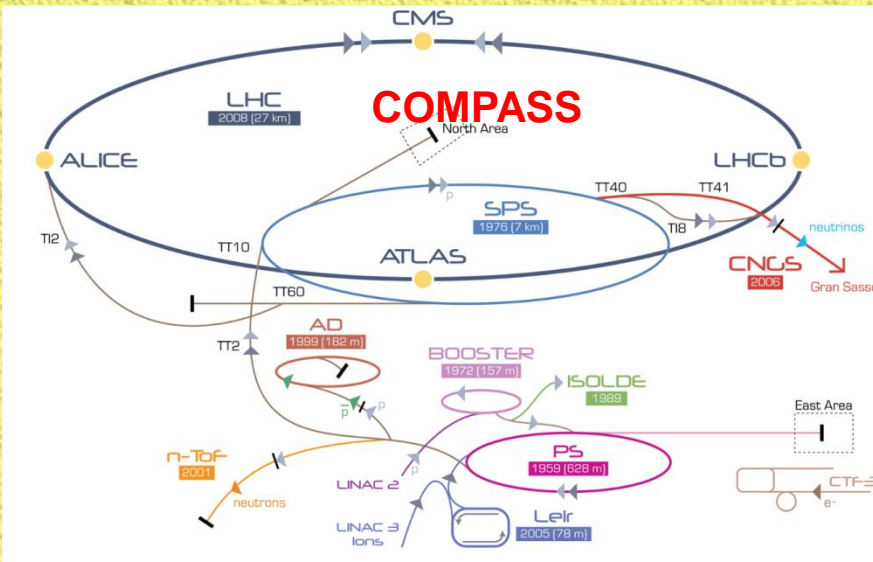 CMS
LHC
2008 (27 km)
COMPASS
North Area
ALICE
LHCb
TT40
TT41
p
SPS
1976 (7 km)
TI8
neutrinos
TI2
TT10
ATLAS
CNGS
2006
Gran Sasso
TT60
AD
1999 (182 m)
TT2
BOOSTER
1972 (157 m)
ISOLDE
1989
p̅
p
East Area
n-ToF
2001
PS
1959 (628 m)
p
LINAC 2
neutrons
CTF-3
e-
LINAC 3
Ions
Leir
2005 (78 m)